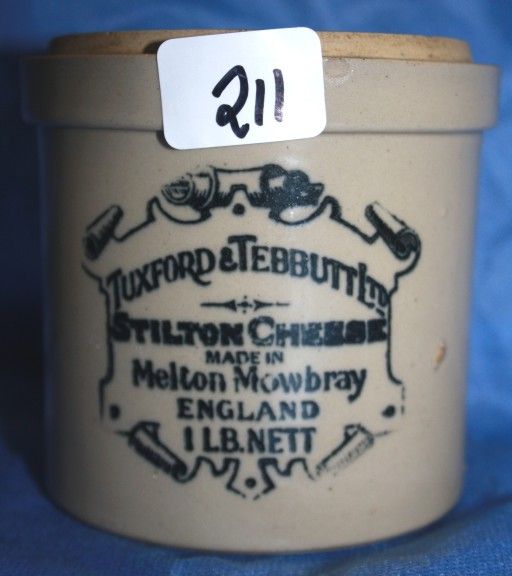 211
TUXFORD & TEBBUTT LTD
STILTON CHEESE
MADE IN
Melton Mowbray
ENGLAND
1 LB. NETT